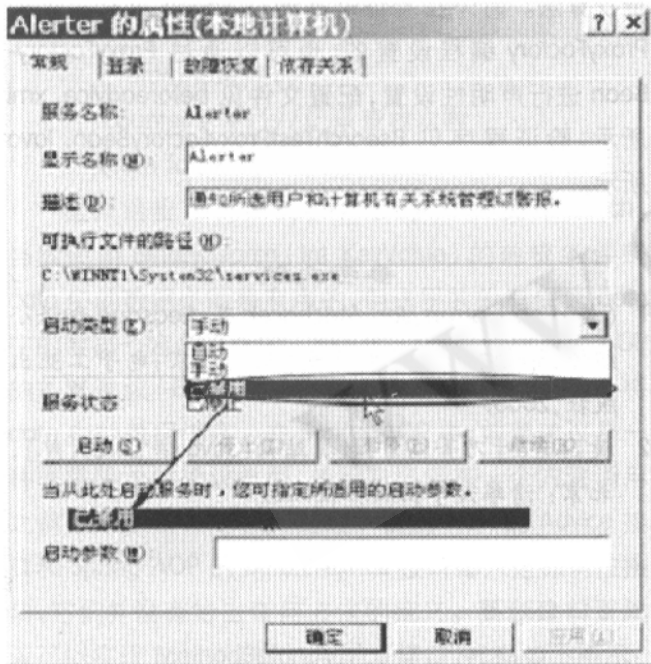 Alerter 的属性(本地计算机)
常规 登录 故障恢复 依存关系
服务名称: Alerter
显示名称(N): Alerter
描述(D): 通知所选用户和计算机有关系统管理级警报。
可执行文件的路径(H):
C:\WINNT1\System32\services.exe
启动类型(E) 手动
自动
手动
已禁用
服务状态 已停止
启动(S)
当从此处启动服务时，您可指定所适用的启动参数。
已禁用
启动参数(M)
确定 取消 应用(A)